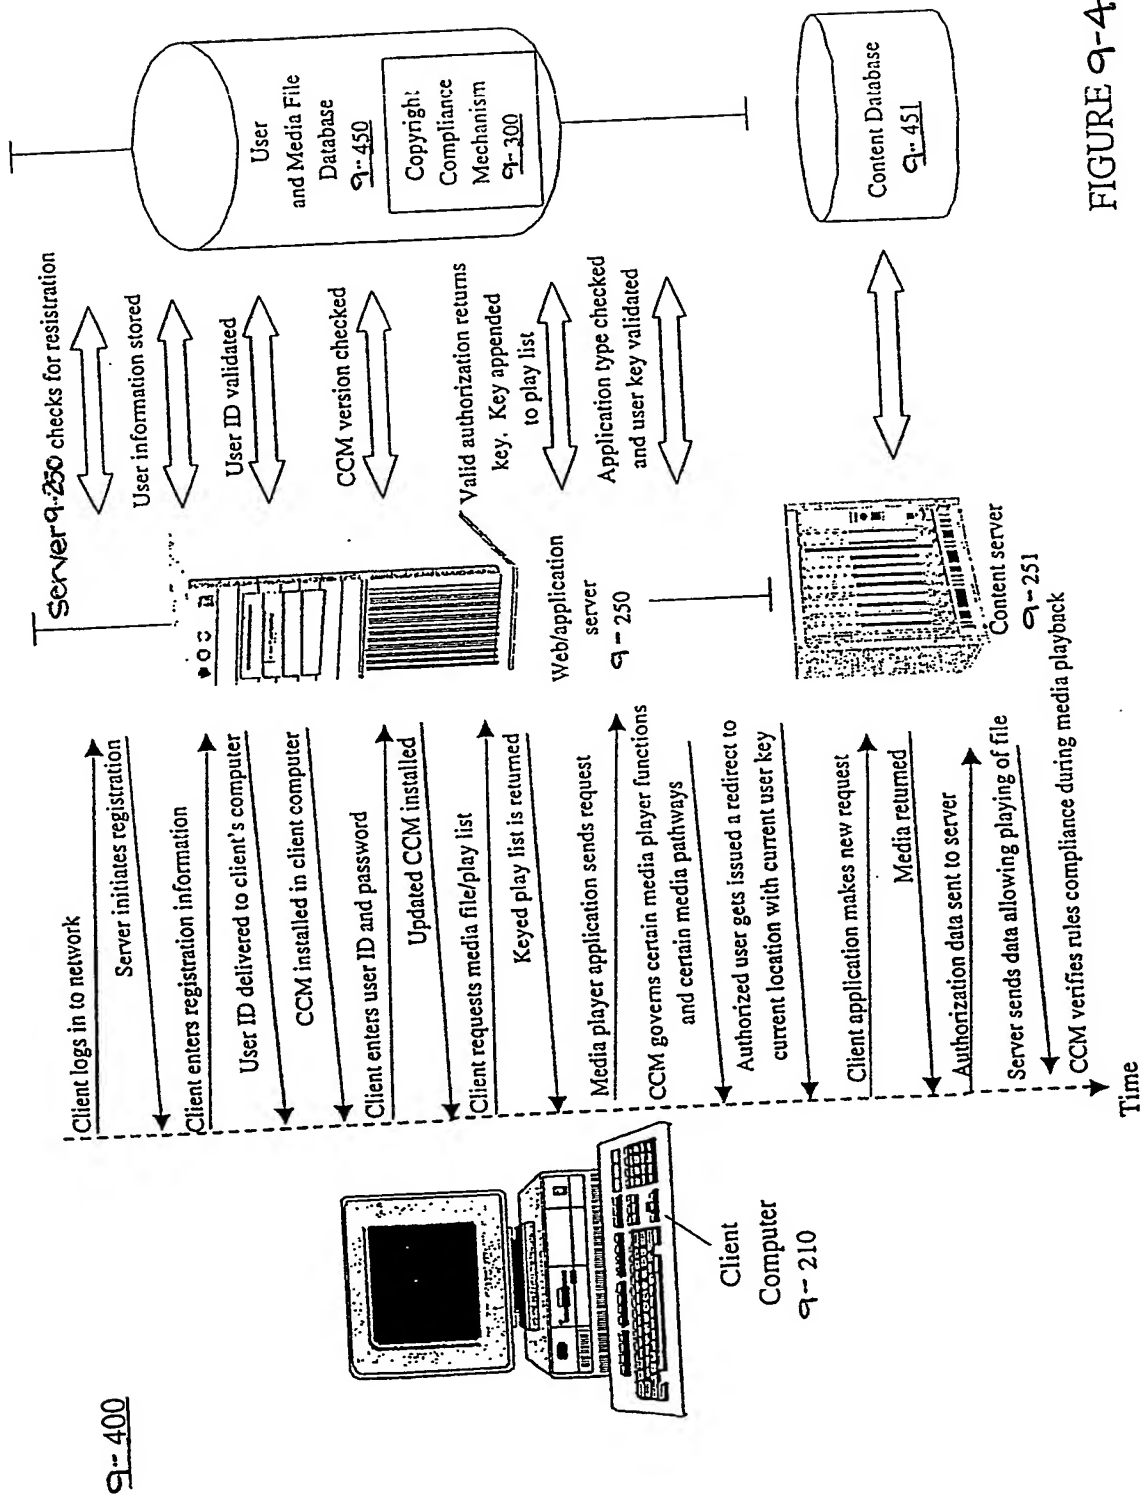 9-400
Client logs in to network
Server initiates registration
Client enters registration information
User ID delivered to client's computer
CCM installed in client computer
Client enters user ID and password
Updated CCM installed
Client requests media file/play list
Keyed play list is returned
Media player application sends request
CCM governs certain media player functions
and certain media pathways
Authorized user gets issued a redirect to
current location with current user key
Client application makes new request
Media returned
Authorization data sent to server
Server sends data allowing playing of file
CCM verifies rules compliance during media playback
Time
Client
Computer
9-210
Server 9-250 checks for resistration
User information stored
User ID validated
CCM version checked
Valid authorization returns
key, Key appended
to play list
Application type checked
and user key validated
Web/application
server
9-250
Content server
9-251
User
and Media File
Database
9-450
Copyright
Compliance
Mechanism
9-300
Content Database
9-451
FIGURE 9-4